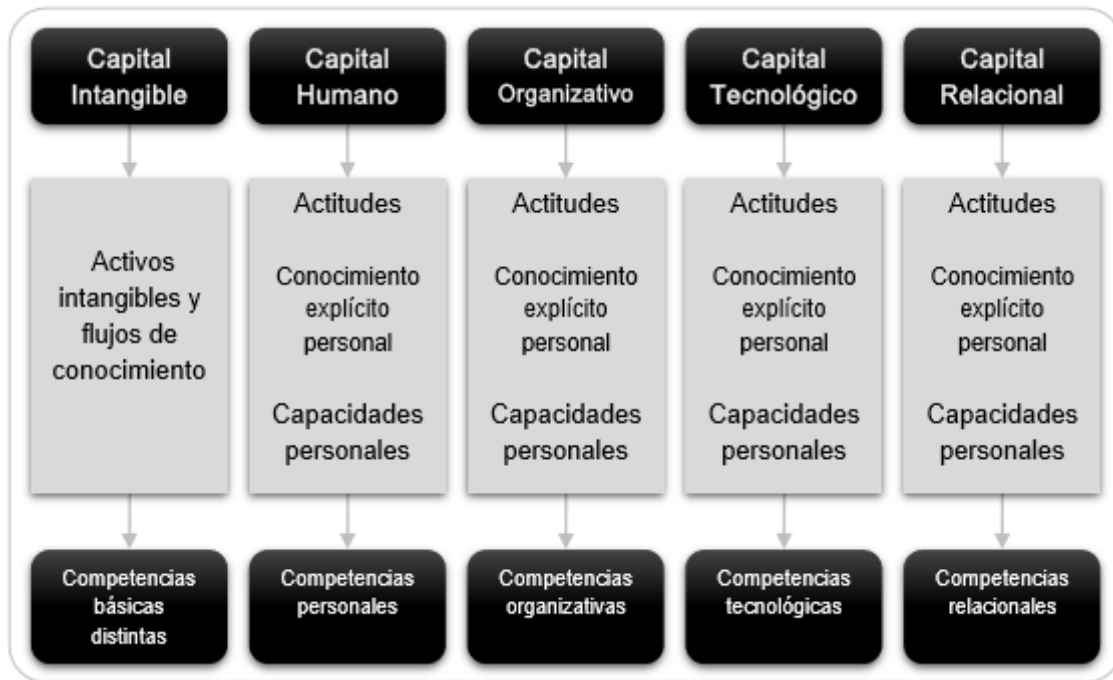 Capital
Intangible
Capital
Humano
Capital
Organizativo
Capital
Tecnológico
Capital
Relacional
Activos
intangibles y
flujos de
conocimiento
Actitudes
Conocimiento
explícito
personal
Capacidades
personales
Actitudes
Conocimiento
explícito
personal
Capacidades
personales
Actitudes
Conocimiento
explícito
personal
Capacidades
personales
Actitudes
Conocimiento
explícito
personal
Capacidades
personales
Competencias
básicas
distintas
Competencias
personales
Competencias
organizativas
Competencias
tecnológicas
Competencias
relacionales